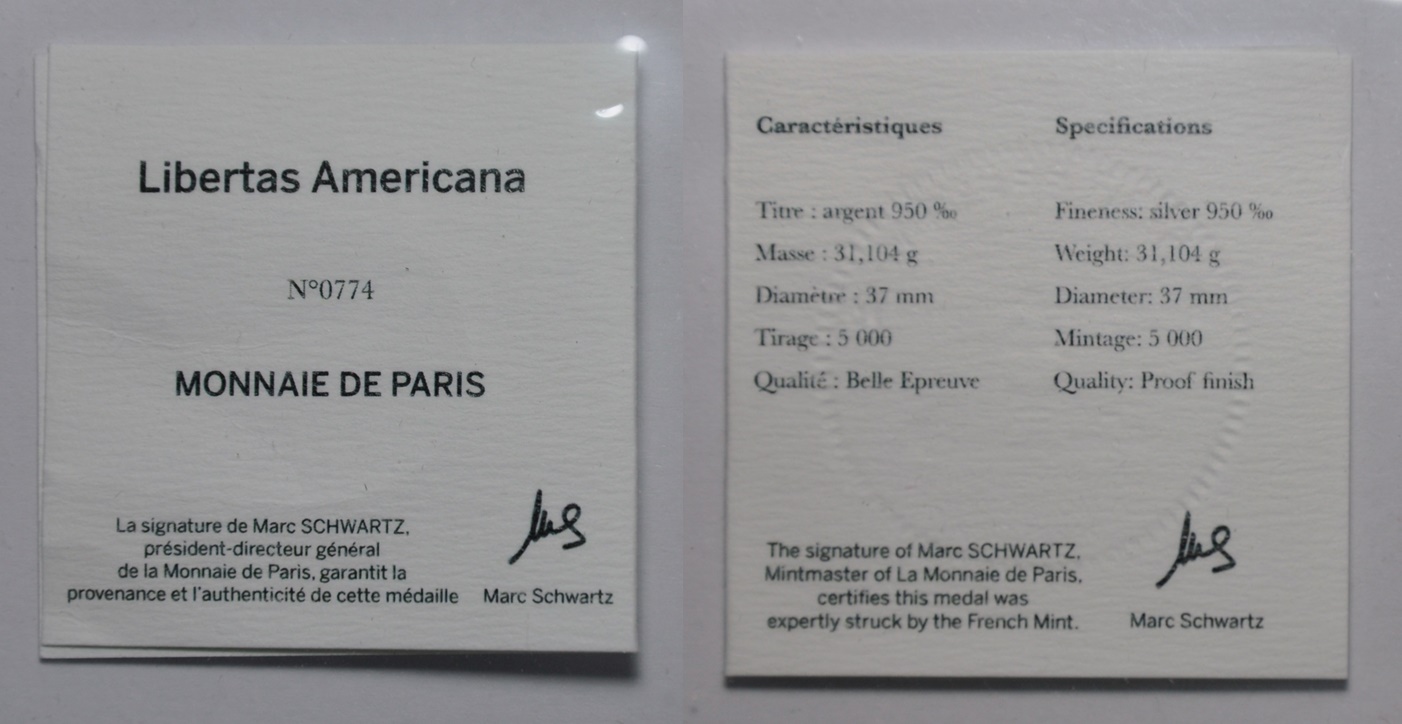 Libertas Americana
N°0774
MONNAIE DE PARIS
La signature de Marc SCHWARTZ,
président-directeur général
de la Monnaie de Paris, garantit la
provenance et l'authenticité de cette médaille
Marc Schwartz
Caractéristiques
Titre : argent 950 ‰
Masse : 31,104 g
Diamètre : 37 mm
Tirage : 5 000
Qualité : Belle Epreuve
Specifications
Fineness: silver 950 ‰
Weight: 31,104 g
Diameter: 37 mm
Mintage: 5 000
Quality: Proof finish
The signature of Marc SCHWARTZ,
Mintmaster of La Monnaie de Paris,
certifies this medal was
expertly struck by the French Mint.
Marc Schwartz